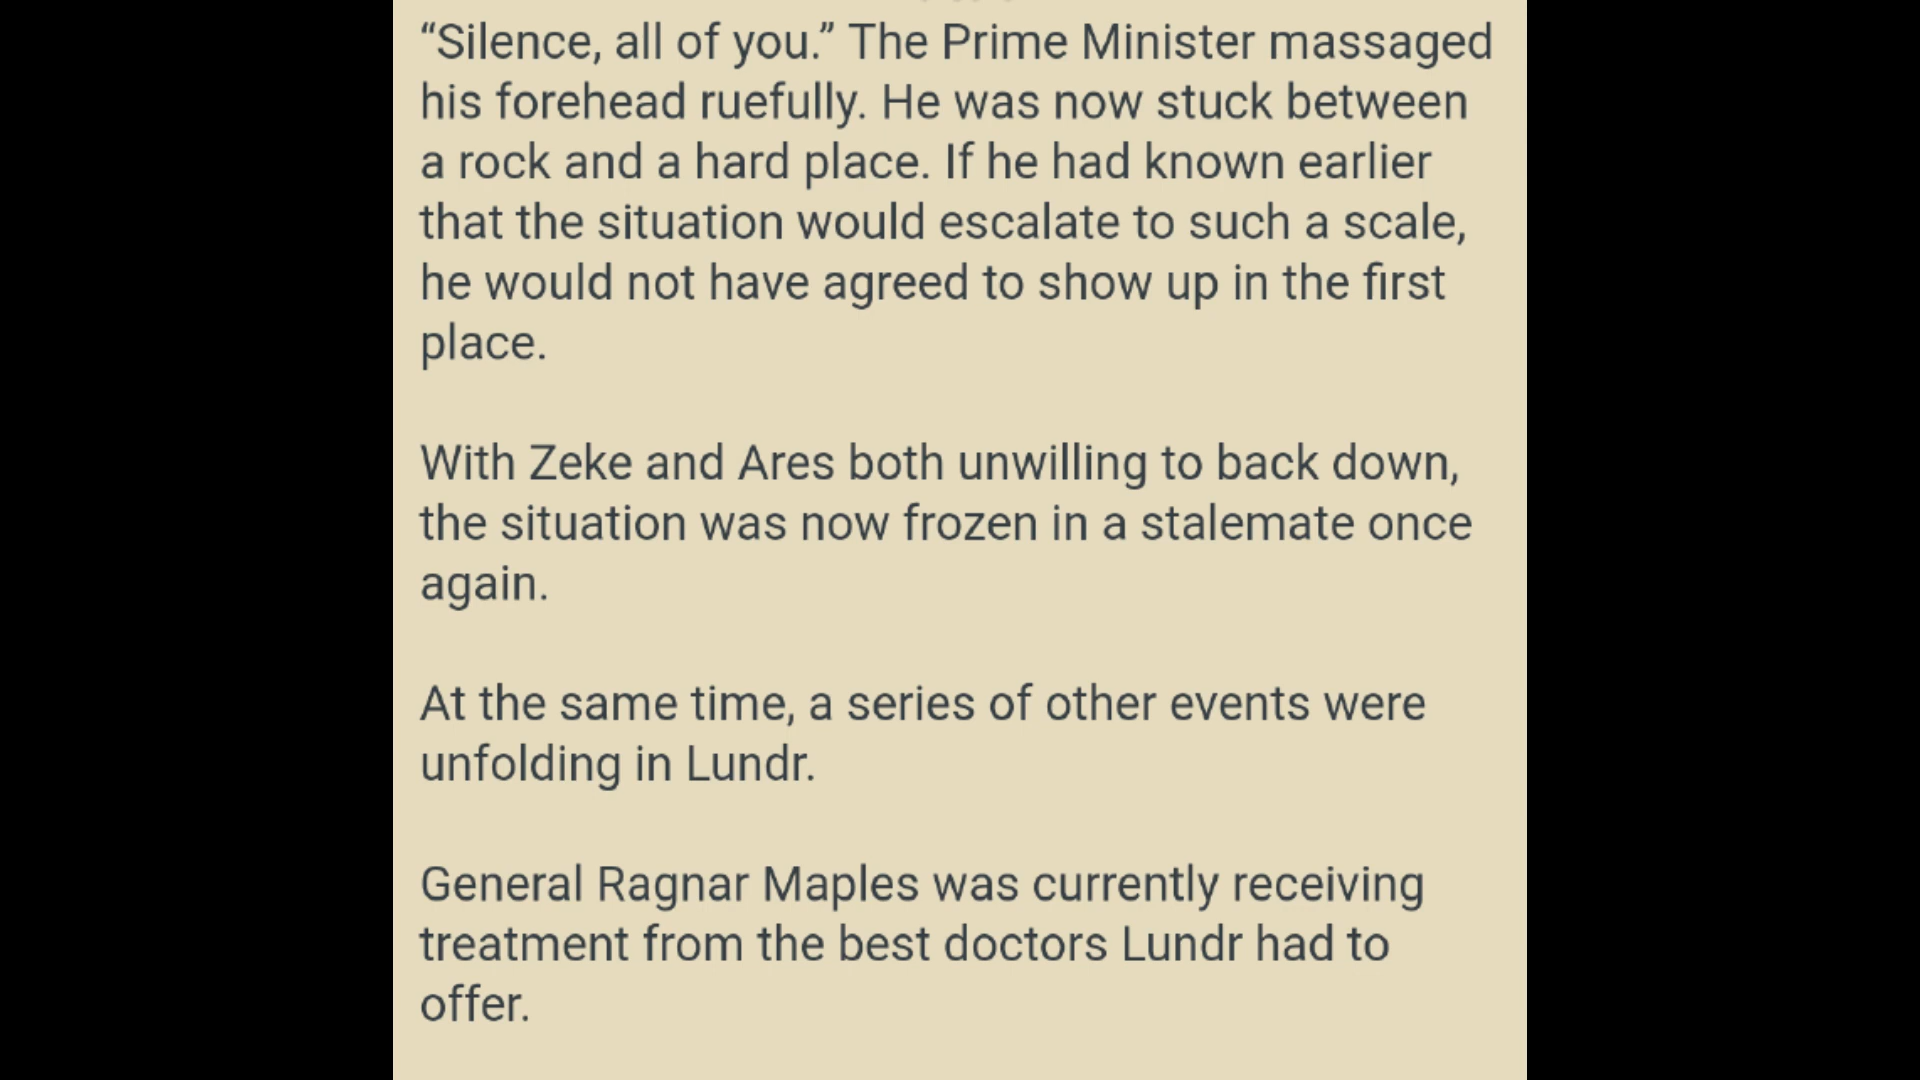 “Silence, all of you.” The Prime Minister massaged
his forehead ruefully. He was now stuck between
a rock and a hard place. If he had known earlier
that the situation would escalate to such a scale,
he would not have agreed to show up in the first
place.
With Zeke and Ares both unwilling to back down,
the situation was now frozen in a stalemate once
again.
At the same time, a series of other events were
unfolding in Lundr.
General Ragnar Maples was currently receiving
treatment from the best doctors Lundr had to
offer.